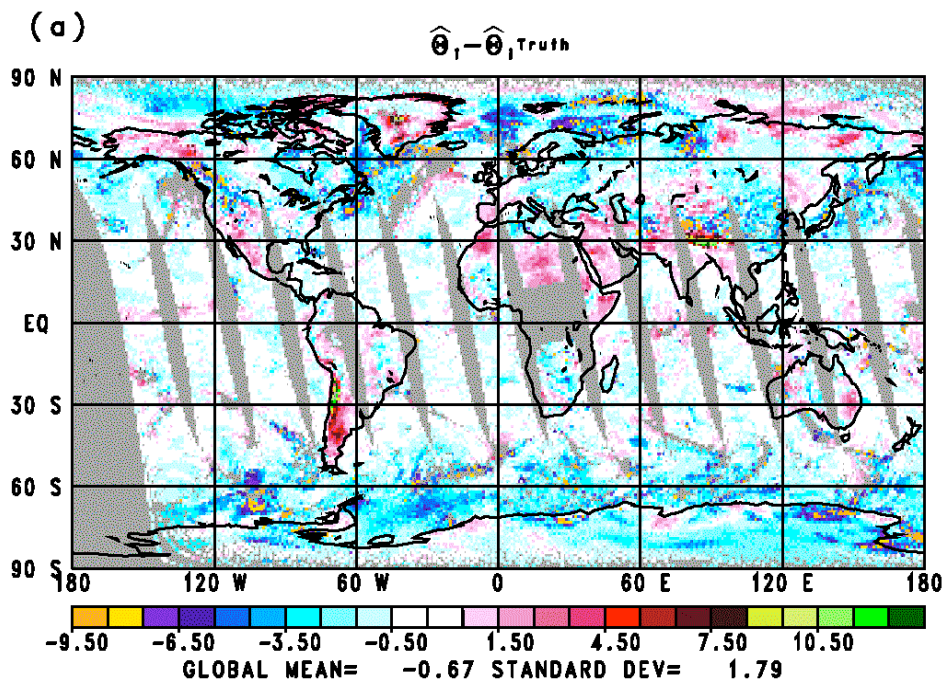 (a)
Θ̂₁−Θ̂₁ Truth
90 N
60 N
30 N
EQ
30 S
60 S
90 S
180 120 W 60 W 0 60 E 120 E 180
-9.50 -6.50 -3.50 -0.50 1.50 4.50 7.50 10.50
GLOBAL MEAN= -0.67 STANDARD DEV= 1.79